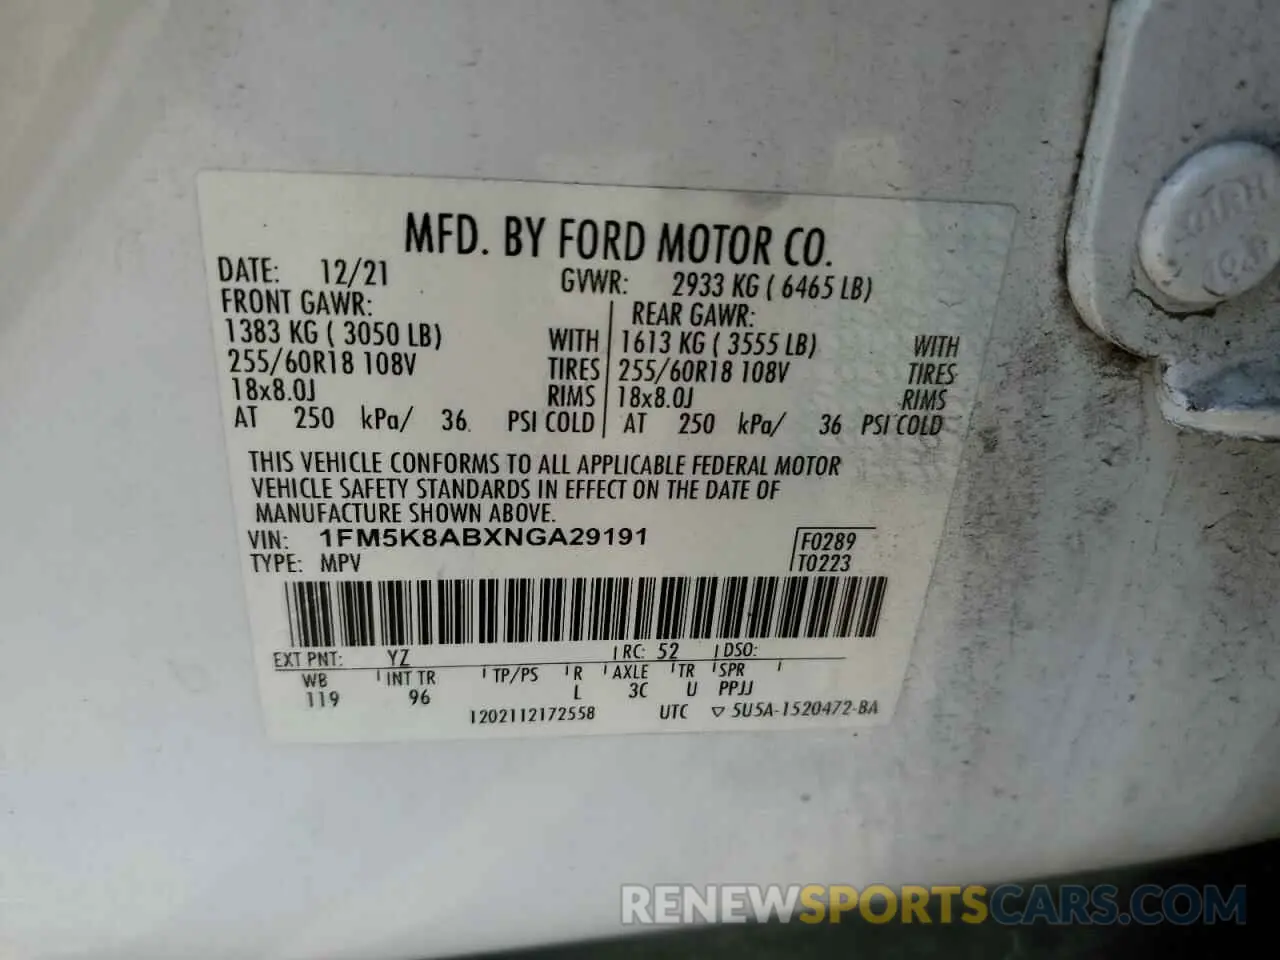 MFD. BY FORD MOTOR CO.
DATE: 12/21 GVWR: 2933 KG ( 6465 LB)
FRONT GAWR: REAR GAWR:
1383 KG ( 3050 LB) WITH 1613 KG ( 3555 LB) WITH
255/60R18 108V TIRES 255/60R18 108V TIRES
18x8.0J RIMS 18x8.0J RIMS
AT 250 kPa/ 36 PSI COLD AT 250 kPa/ 36 PSI COLD
THIS VEHICLE CONFORMS TO ALL APPLICABLE FEDERAL MOTOR
VEHICLE SAFETY STANDARDS IN EFFECT ON THE DATE OF
MANUFACTURE SHOWN ABOVE.
VIN: 1FM5K8ABXNGA29191 F0289
TYPE: MPV T0223
EXT PNT: YZ RC: 52 DSO:
WB INT TR TP/PS R AXLE TR SPR
119 96 L 3C U PPJJ
1202112172558 UTC ▽ 5U5A-1520472-BA
RENEWSPORTSCARS.COM